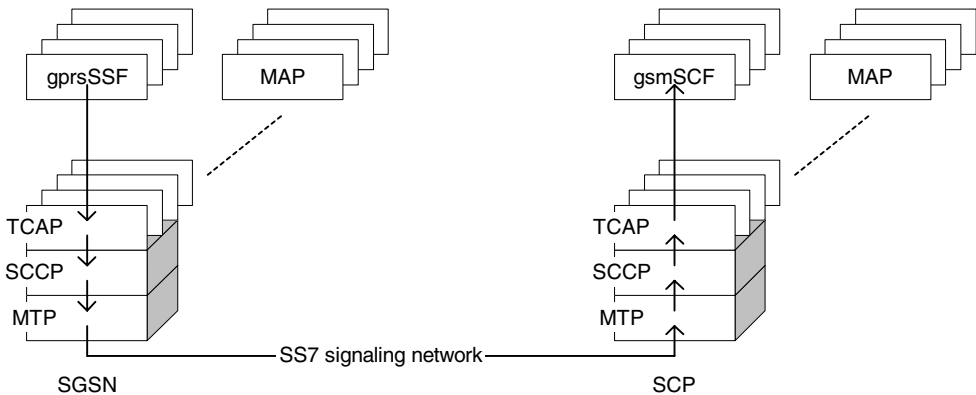 gprsSSF
MAP
gsmSCF
MAP
TCAP
SCCP
MTP
TCAP
SCCP
MTP
SS7 signaling network
SGSN
SCP